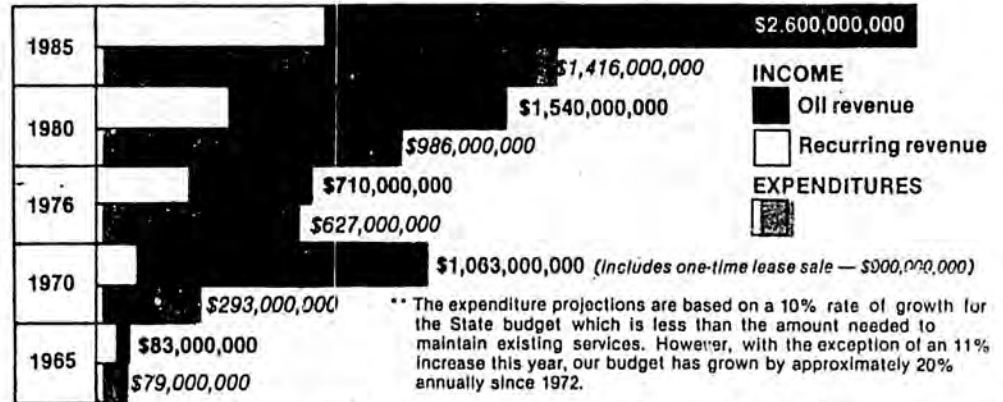 $2.600,000,000
1985
$1,416,000,000
INCOME
Oil revenue
$1,540,000,000
1980
Recurring revenue
$986,000,000
EXPENDITURES
$710,000,000
1976
$627,000,000
$1,063,000,000 (Includes one-time lease sale — $900,000,000)
1970
$293,000,000
** The expenditure projections are based on a 10% rate of growth for
the State budget which is less than the amount needed to
maintain existing services. However, with the exception of an 11%
increase this year, our budget has grown by approximately 20%
annually since 1972.
$83,000,000
1965
$79,000,000